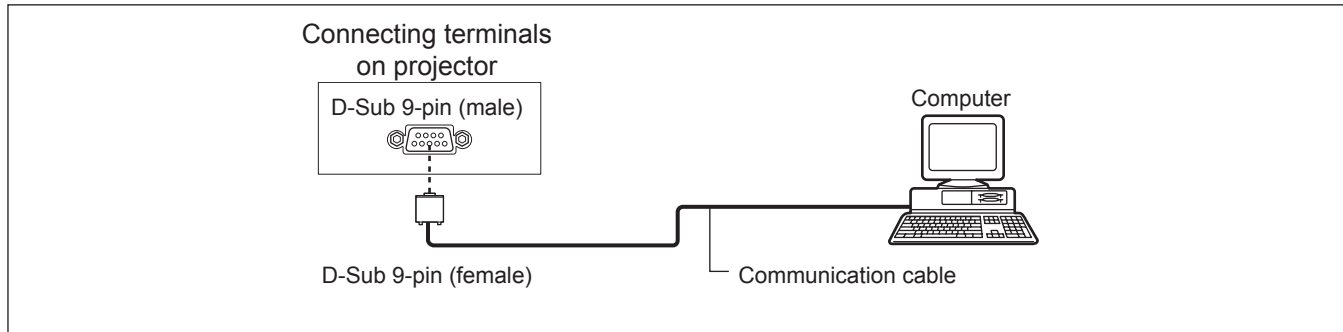 Connecting terminals
on projector
D-Sub 9-pin (male)
Computer
D-Sub 9-pin (female)
Communication cable